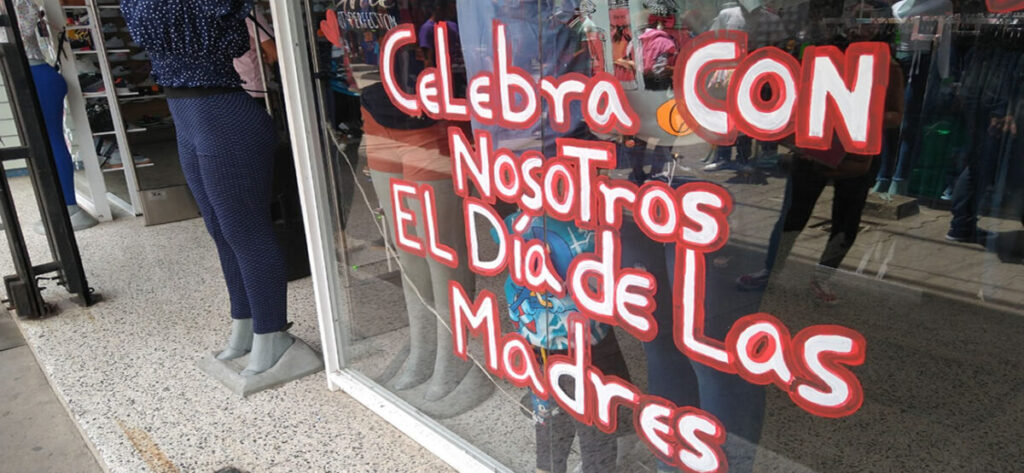 Celebra CON
NosoTros
EL Día de Las
Madres